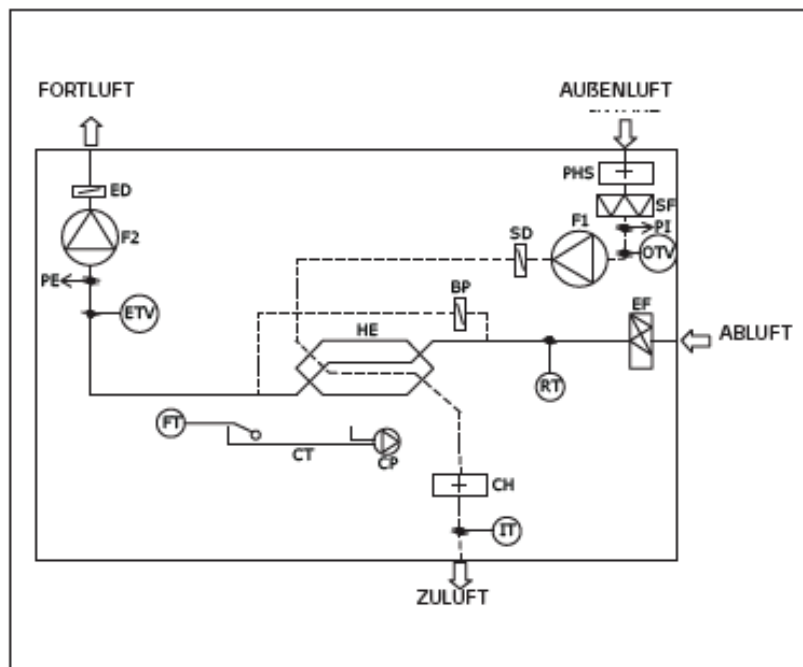 FORTLUFT
AUßENLUFT
PHS
ED
SF
F1
PI
F2
SD
OTV
PE
BP
EF
ETV
HE
ABLUFT
RT
FT
CT
CP
CH
IT
ZULUFT